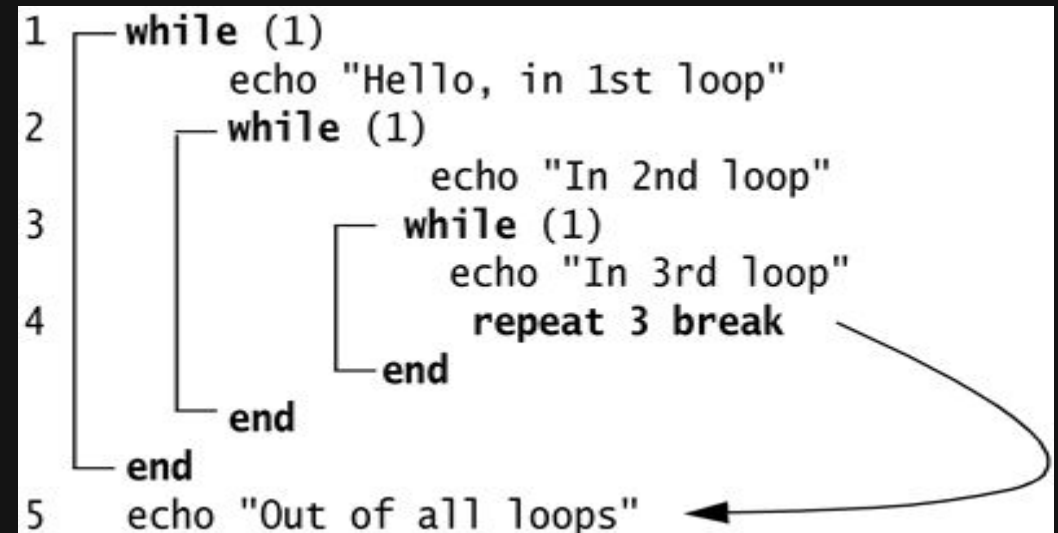 1 while (1)
echo "Hello, in 1st loop"
2 while (1)
echo "In 2nd loop"
3 while (1)
echo "In 3rd loop"
4 repeat 3 break
end
end
end
5 echo "Out of all loops"